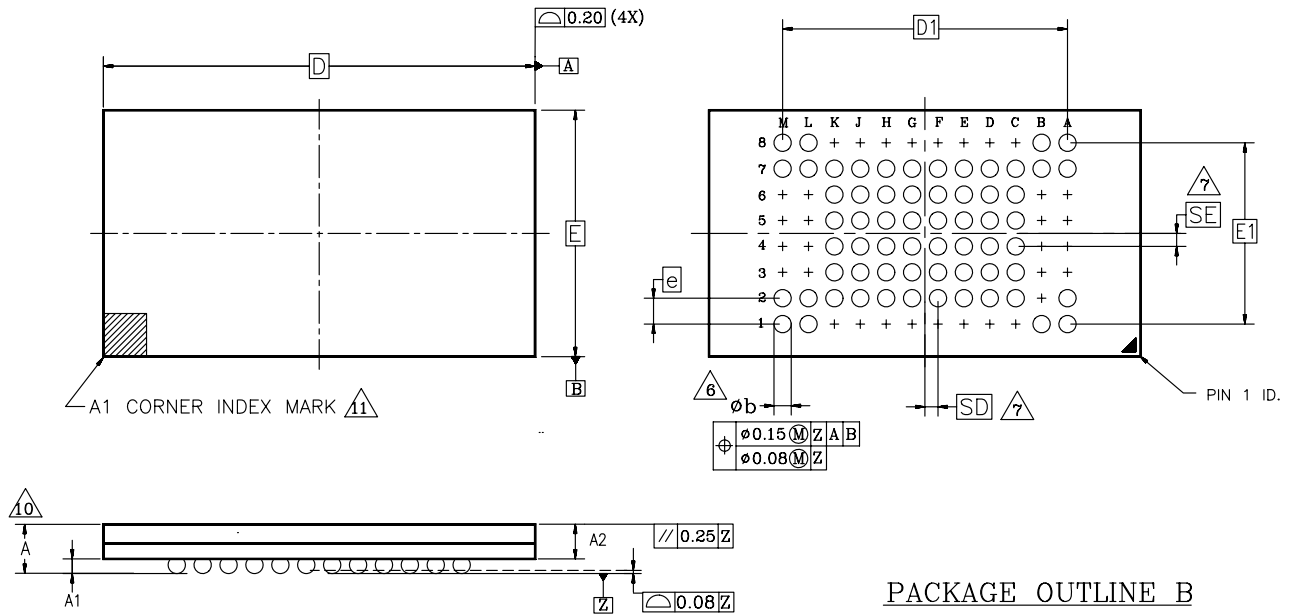 ⌓ 0.20 (4X)
D
A
E
B
A1 CORNER INDEX MARK 11
D1
M L K J H G F E D C B A
8
7
6
5
4
3
2
1
7
SE
E1
e
6
øb
SD 7
PIN 1 ID.
⌖ ø0.15 Ⓜ Z A B
ø0.08 Ⓜ Z
10
A
A1
A2
// 0.25 Z
Z
⌓ 0.08 Z
PACKAGE OUTLINE B